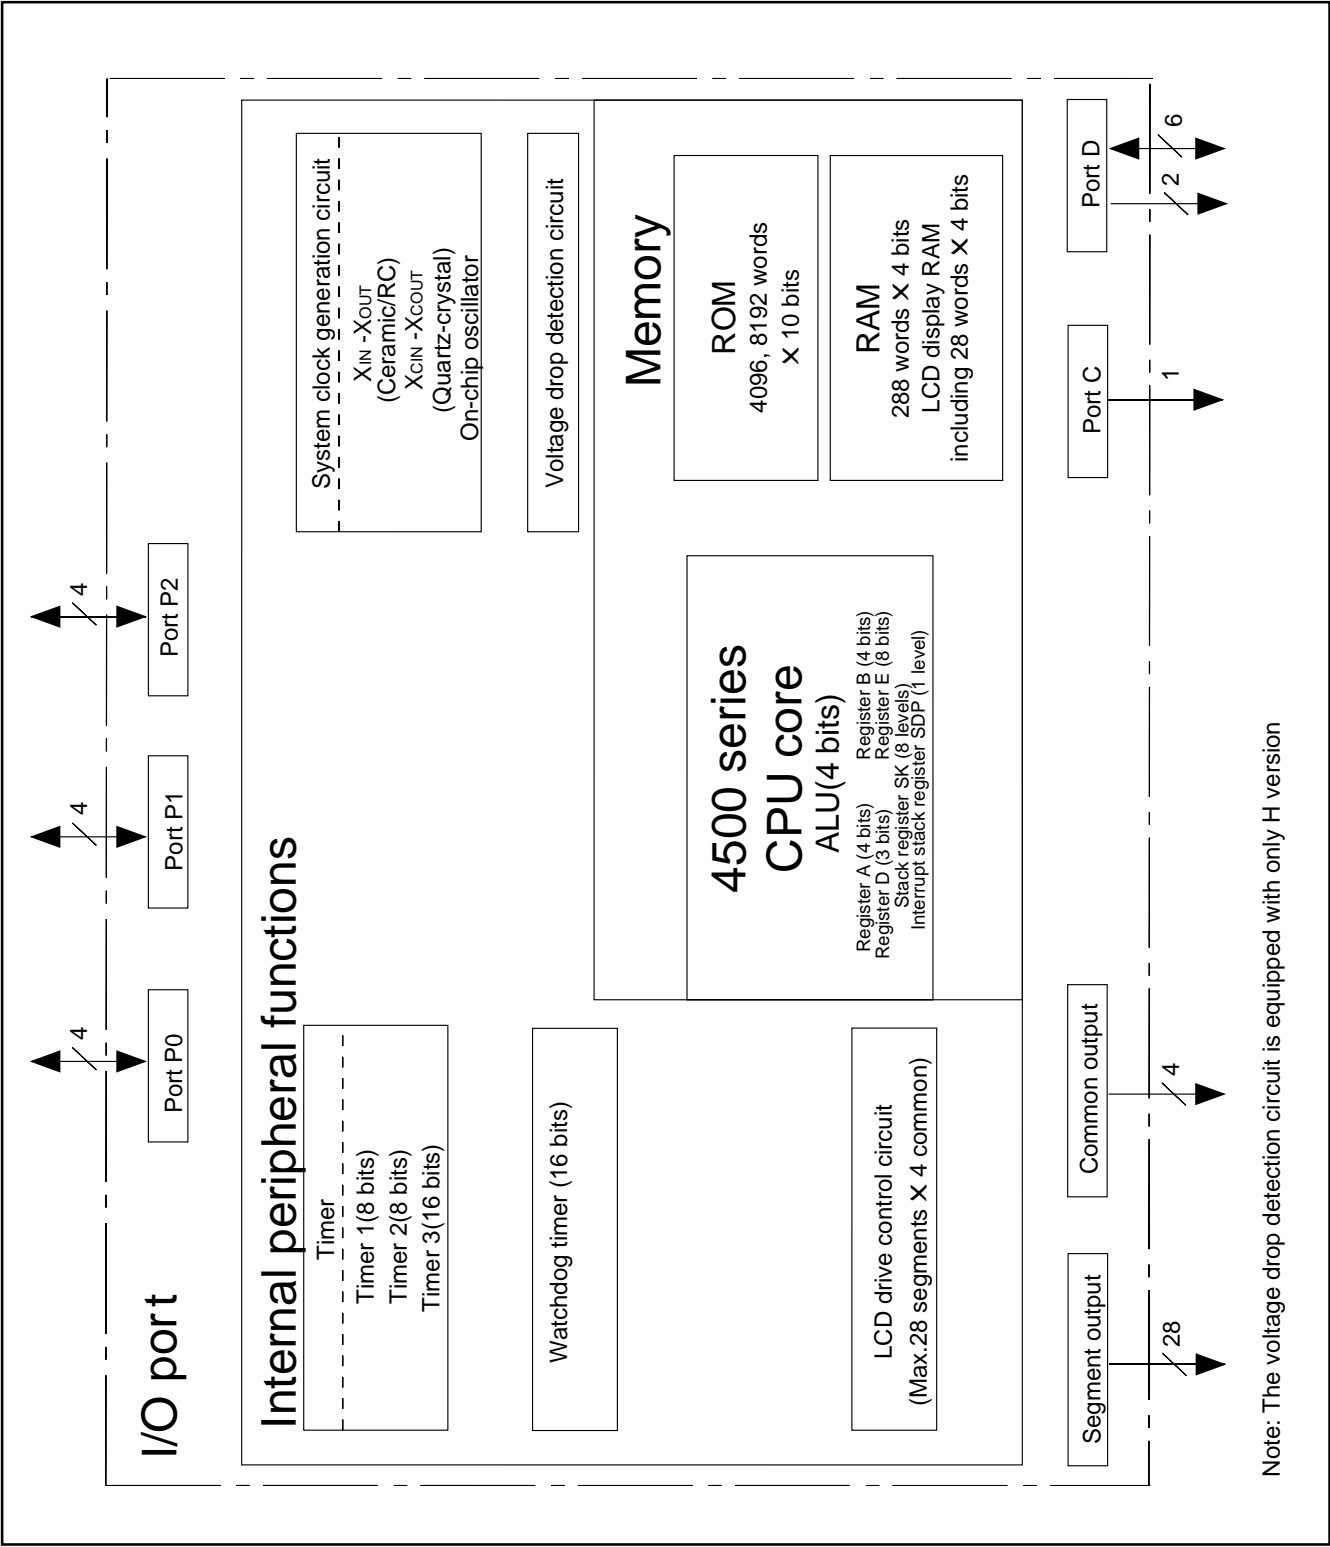 4
4
4
I/O port
Port P0
Port P1
Port P2
Internal peripheral functions
Timer
Timer 1(8 bits)
Timer 2(8 bits)
Timer 3(16 bits)
System clock generation circuit
XIN -XOUT
(Ceramic/RC)
XCIN -XCOUT
(Quartz-crystal)
On-chip oscillator
Watchdog timer (16 bits)
Voltage drop detection circuit
Memory
ROM
4096, 8192 words
× 10 bits
RAM
288 words × 4 bits
LCD display RAM
including 28 words × 4 bits
4500 series
CPU core
ALU(4 bits)
Register A (4 bits) Register B (4 bits)
Register D (3 bits) Register E (8 bits)
Stack register SK (8 levels)
Interrupt stack register SDP (1 level)
LCD drive control circuit
(Max.28 segments × 4 common)
Segment output
Common output
Port C
Port D
28
4
1
2
6
Note: The voltage drop detection circuit is equipped with only H version